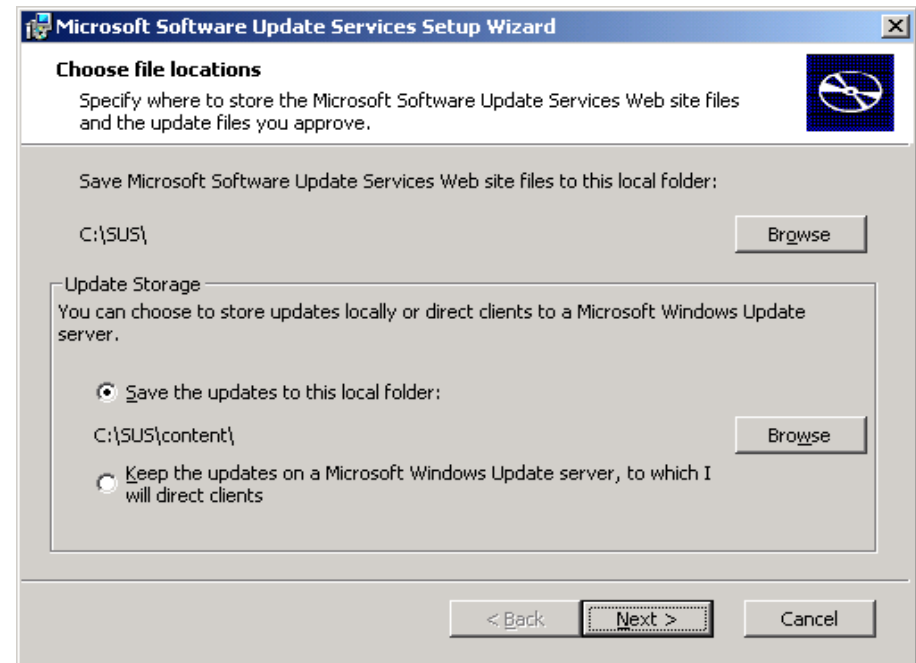 Microsoft Software Update Services Setup Wizard
Choose file locations
Specify where to store the Microsoft Software Update Services Web site files
and the update files you approve.
Save Microsoft Software Update Services Web site files to this local folder:
C:\SUS\
Browse
Update Storage
You can choose to store updates locally or direct clients to a Microsoft Windows Update
server.
Save the updates to this local folder:
C:\SUS\content\
Browse
Keep the updates on a Microsoft Windows Update server, to which I
will direct clients
< Back
Next >
Cancel